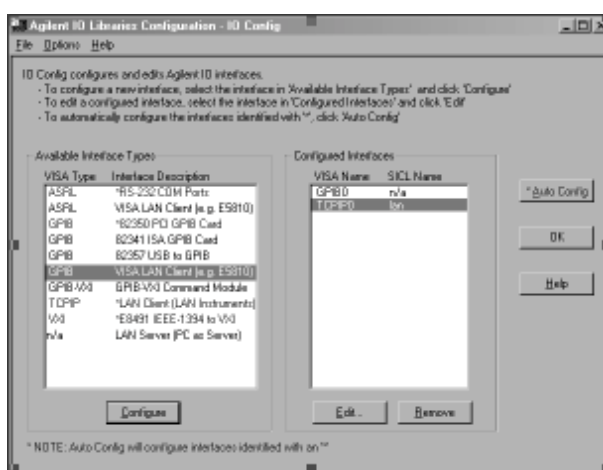 Agilent IO Libraries Configuration - IO Config
File Options Help
IO Config configures and edits Agilent IO interfaces.
- To configure a new interface, select the interface in 'Available Interface Types' and click 'Configure'
- To edit a configured interface, select the interface in 'Configured Interfaces' and click 'Edit'
- To automatically configure the interfaces identified with '*', click 'Auto Config'
Available Interface Types
VISA Type Interface Description
ASRL *RS-232 COM Ports
ASRL VISA LAN Client (e.g. E5810)
GPIB *82350 PCI GPIB Card
GPIB 82341 ISA GPIB Card
GPIB 82357 USB to GPIB
GPIB VISA LAN Client (e.g. E5810)
GPIB-VXI GPIB-VXI Command Module
TCPIP *LAN Client (LAN Instruments)
VXI *E8491 IEEE-1394 to VXI
n/a LAN Server (PC as Server)
Configure
Configured Interfaces
VISA Name SICL Name
GPIB0 n/a
TCPIP0 lan
Edit... Remove
* Auto Config
OK
Help
* NOTE: Auto Config will configure interfaces identified with an '*'